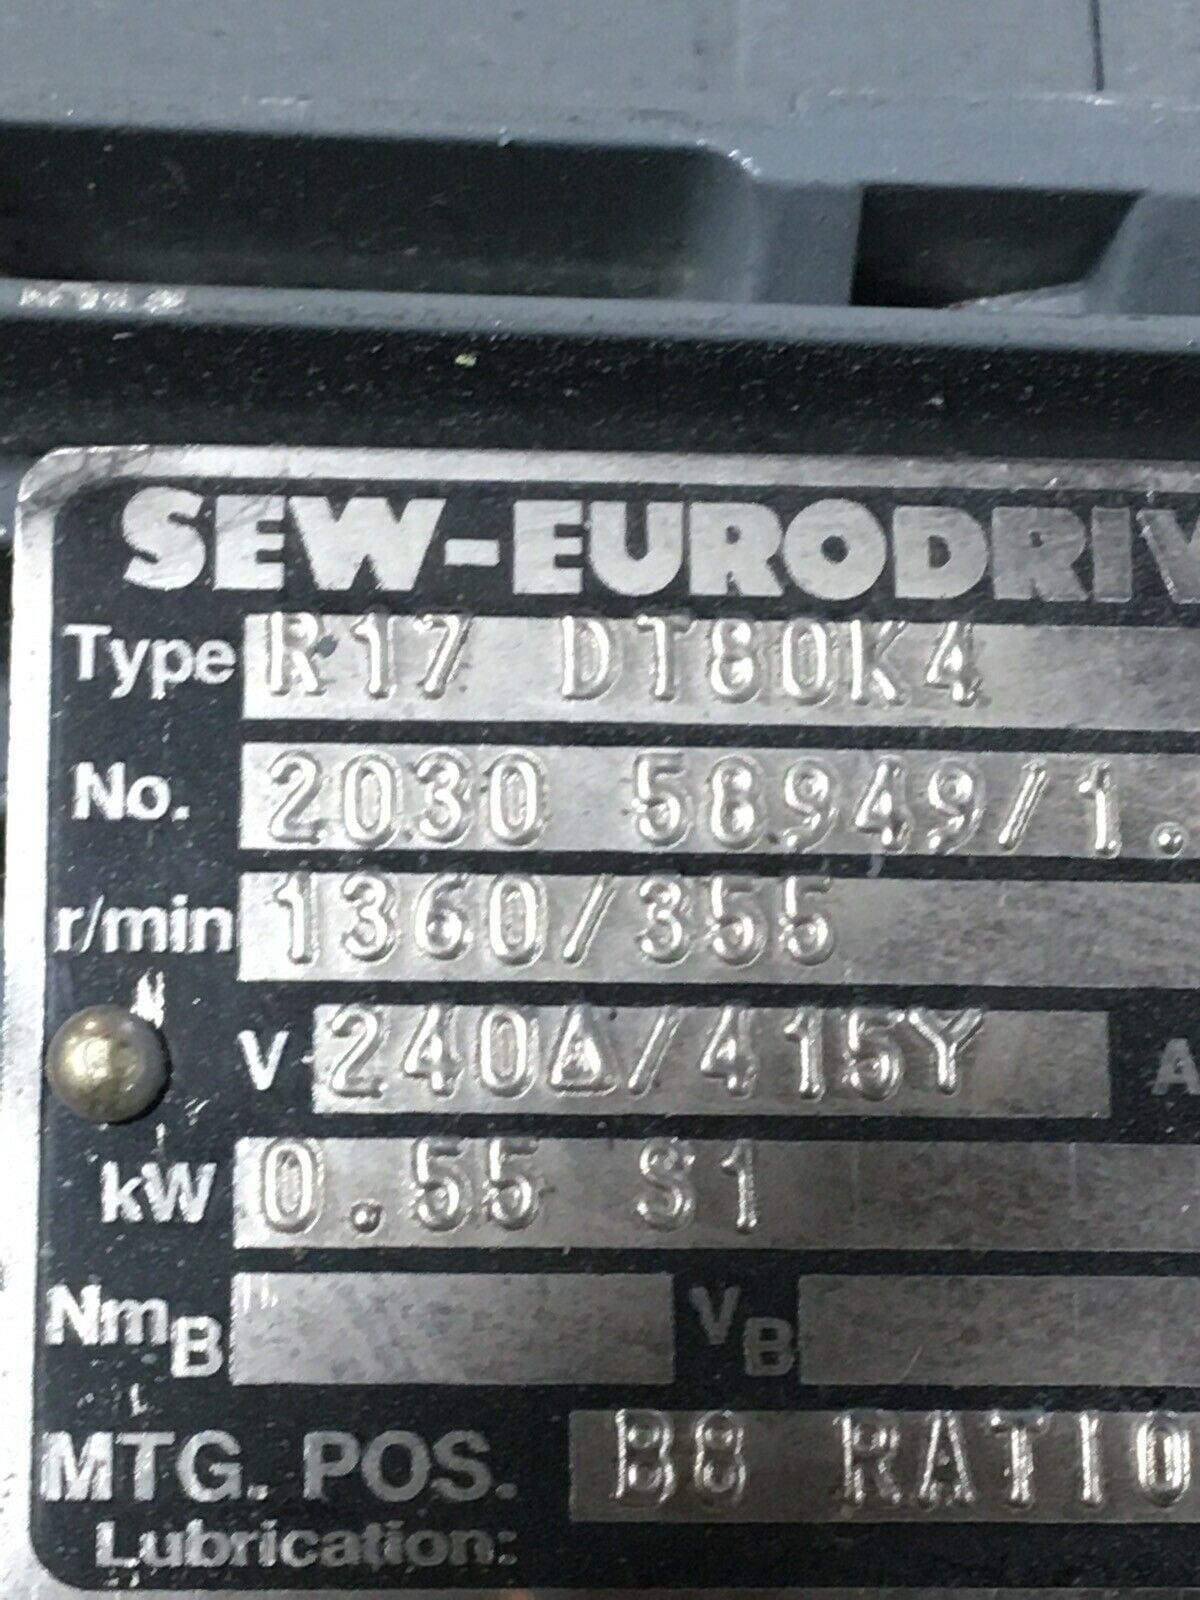 SEW-EURODRIV
Type R17 DT80K4
No. 2030 58949/1.
r/min 1360/355
V 240Δ/415Y A
kW 0.55 S1
NmB VB
MTG. POS. B8 RATIO
Lubrication: